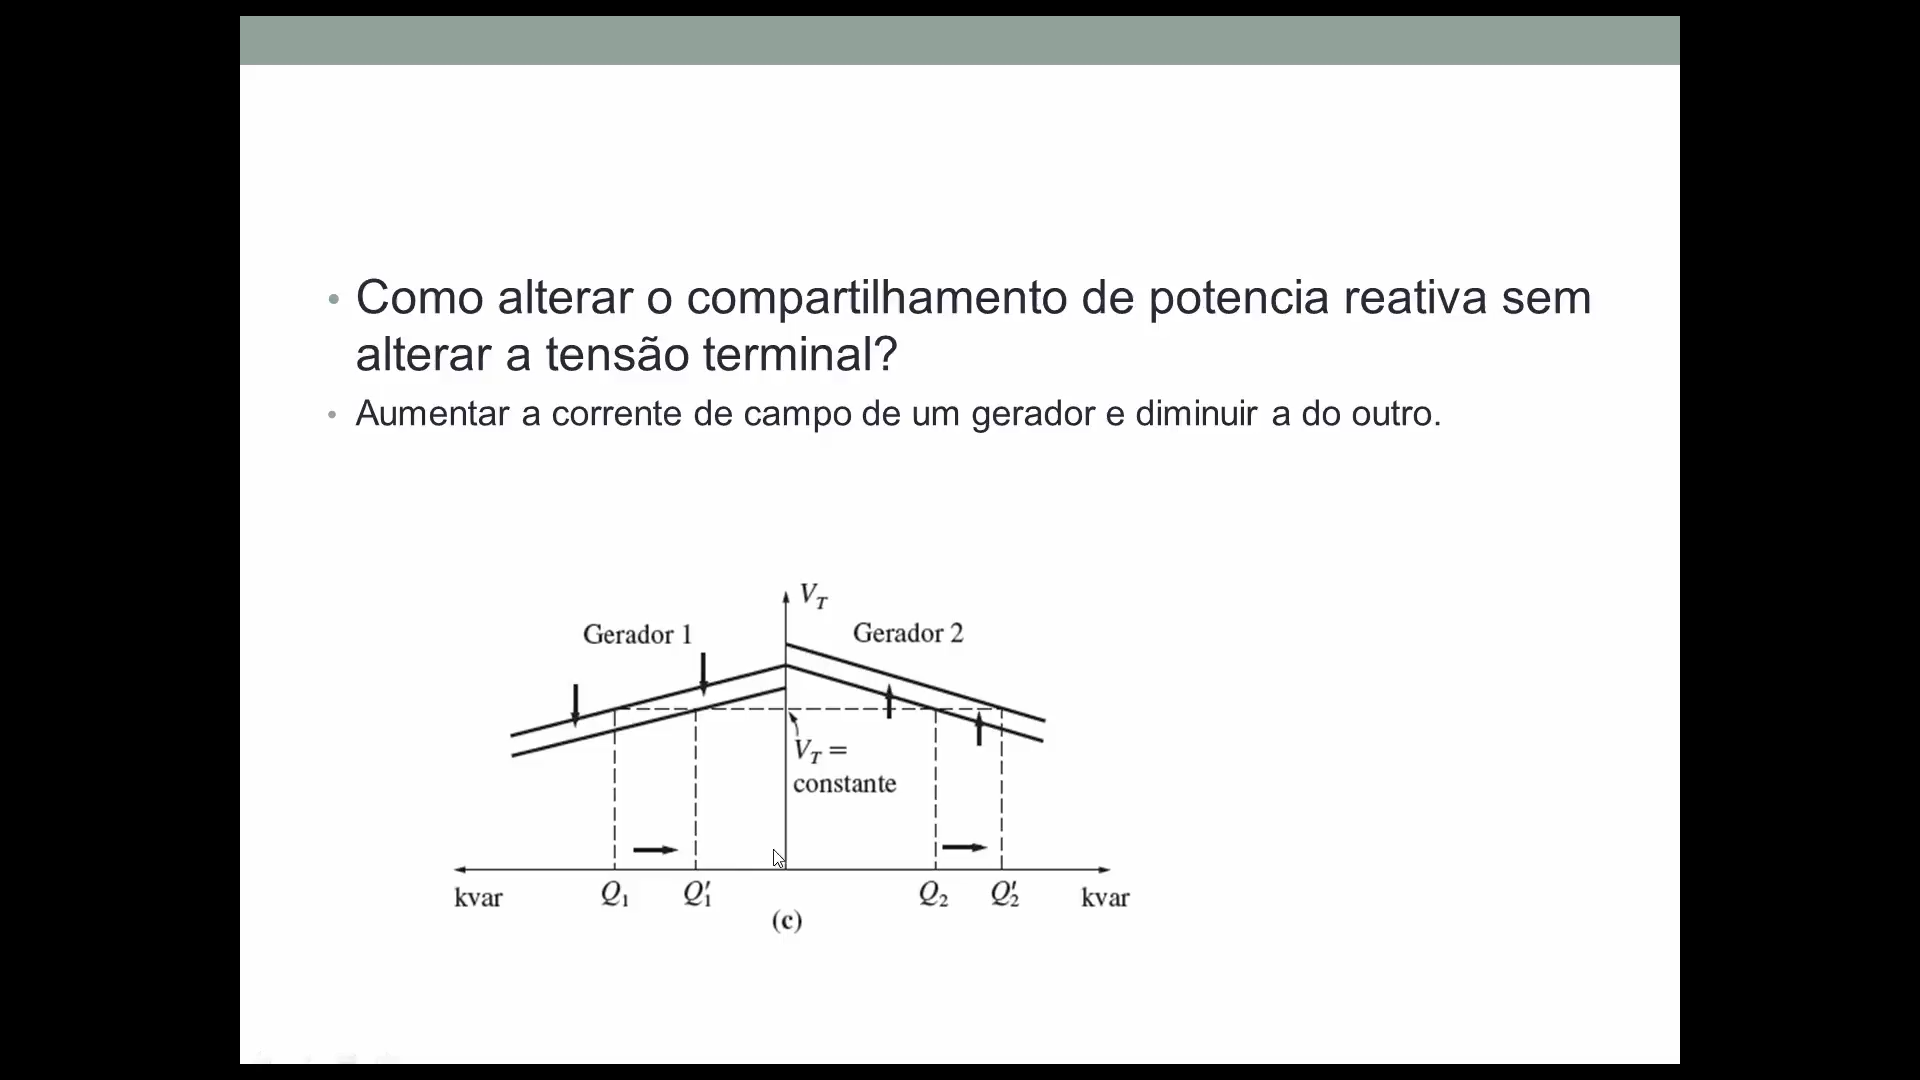 • Como alterar o compartilhamento de potencia reativa sem
alterar a tensão terminal?
• Aumentar a corrente de campo de um gerador e diminuir a do outro.
V_T
Gerador 1
Gerador 2
V_T =
constante
kvar
Q₁
Q′₁
Q₂
Q′₂
kvar
(c)